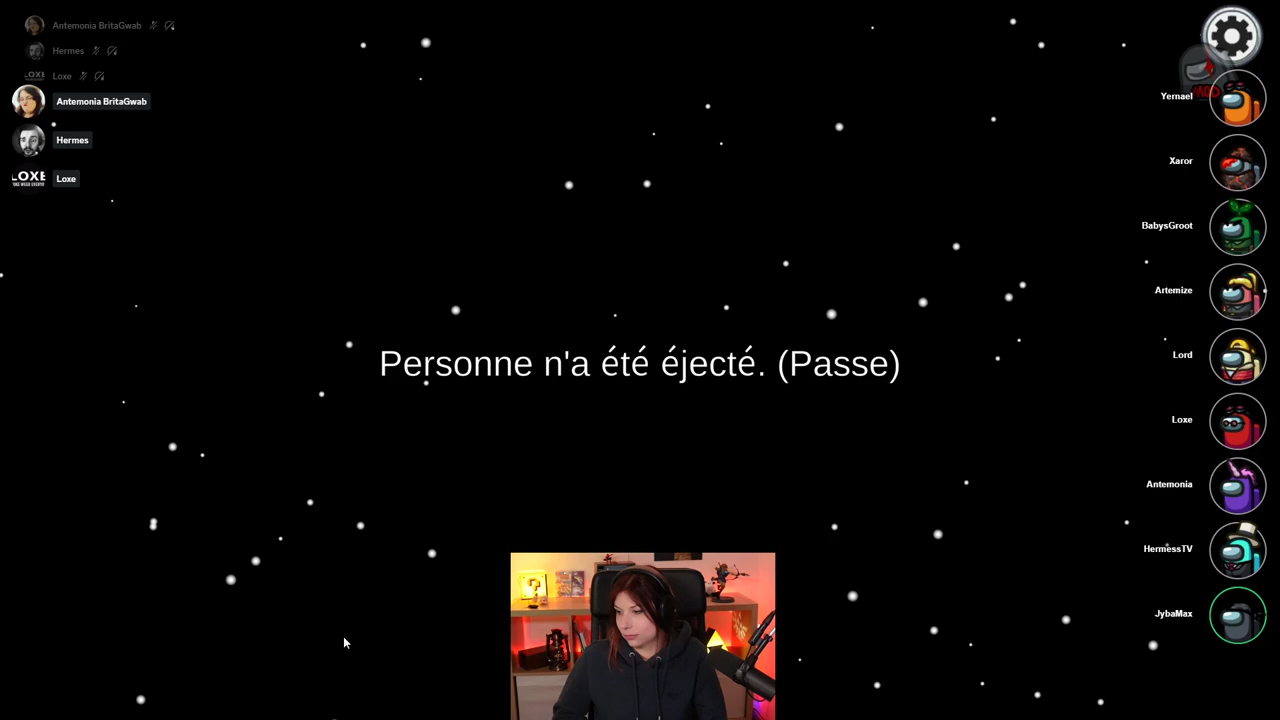 Antemonia BritaGwab
Hermes
Loxe
Antemonia BritaGwab
Hermes
LOXE
Loxe
Personne n'a été éjecté. (Passe)
MOD
Yernael
Xaror
BabysGroot
Artemize
Lord
Loxe
Antemonia
HermessTV
JybaMax